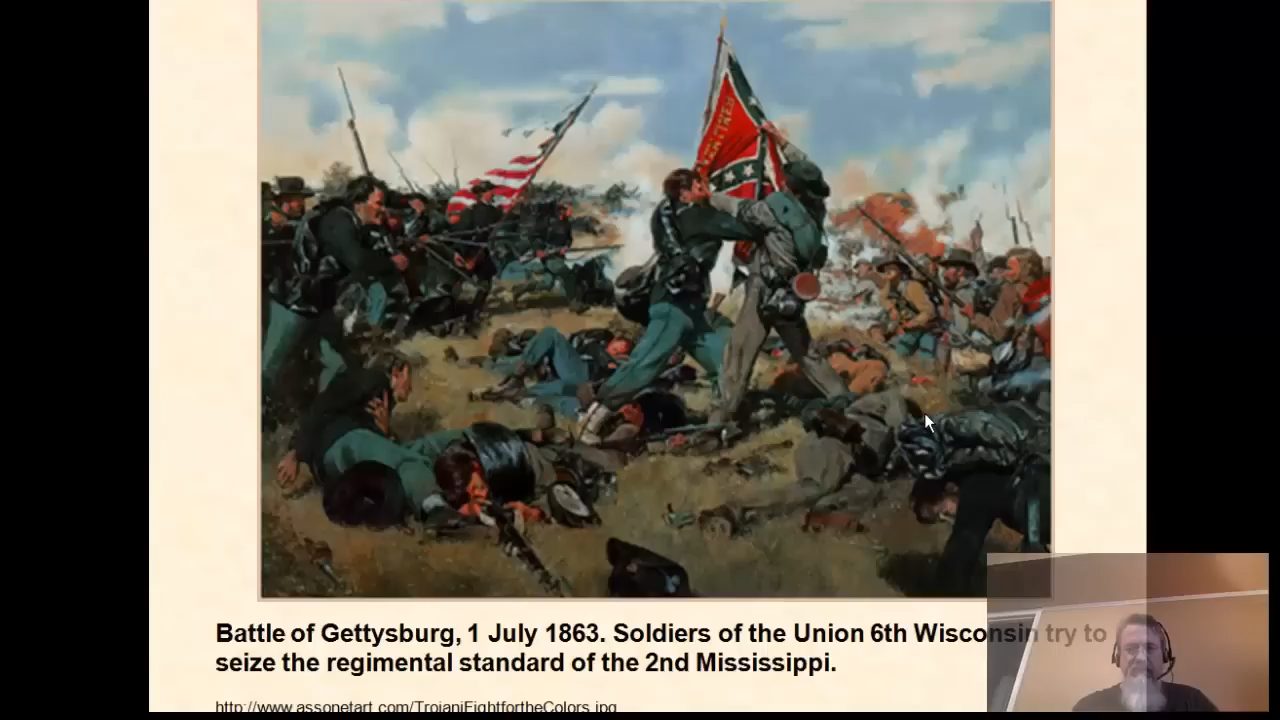 Battle of Gettysburg, 1 July 1863. Soldiers of the Union 6th Wisconsin try to
seize the regimental standard of the 2nd Mississippi.
http://www.assonetart.com/TrojaniFightfortheColors.jpg